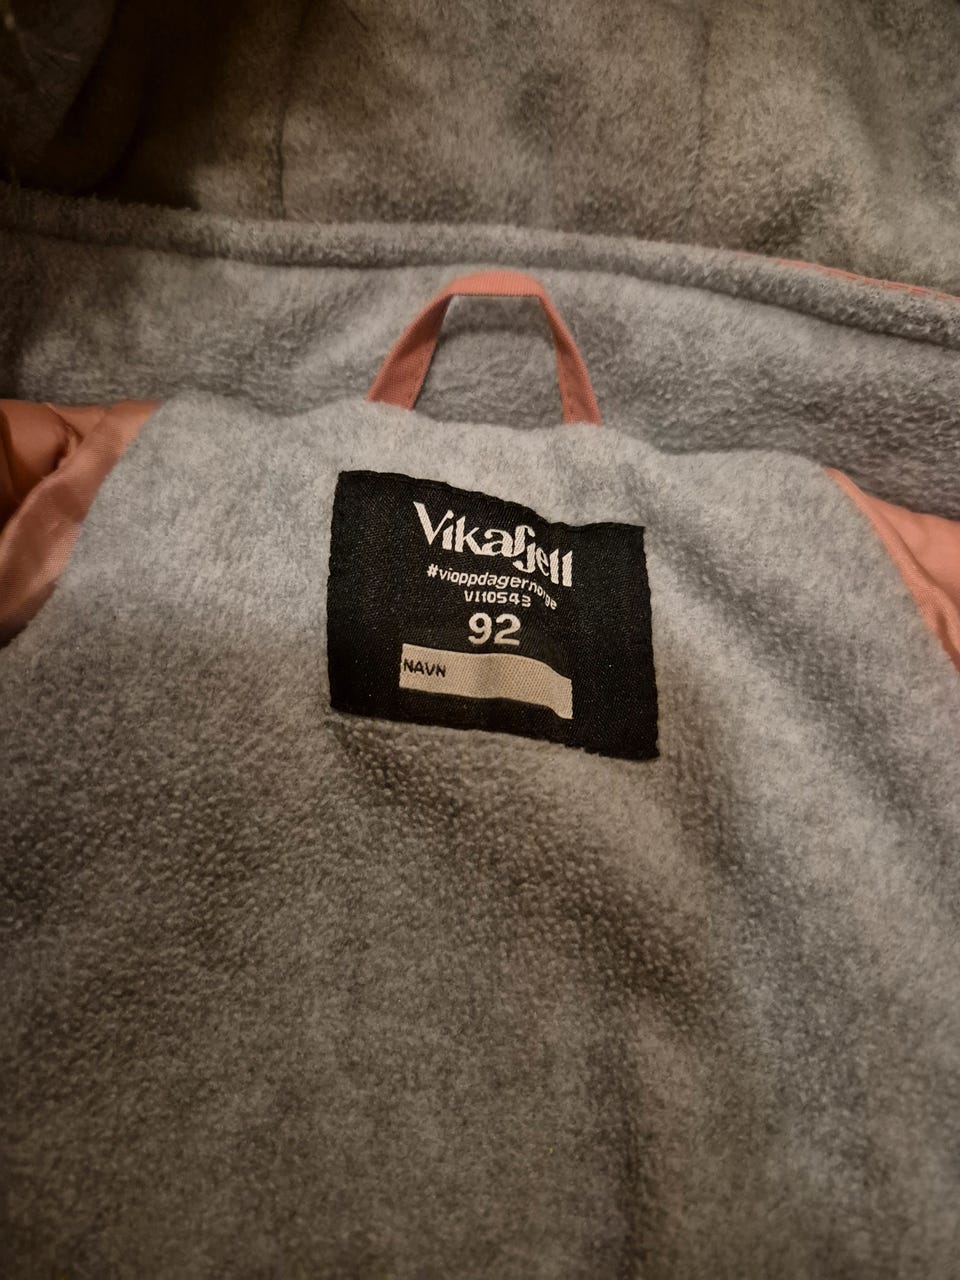 Vikafjell
#vioppdagernorge
VI10543
92
NAVN